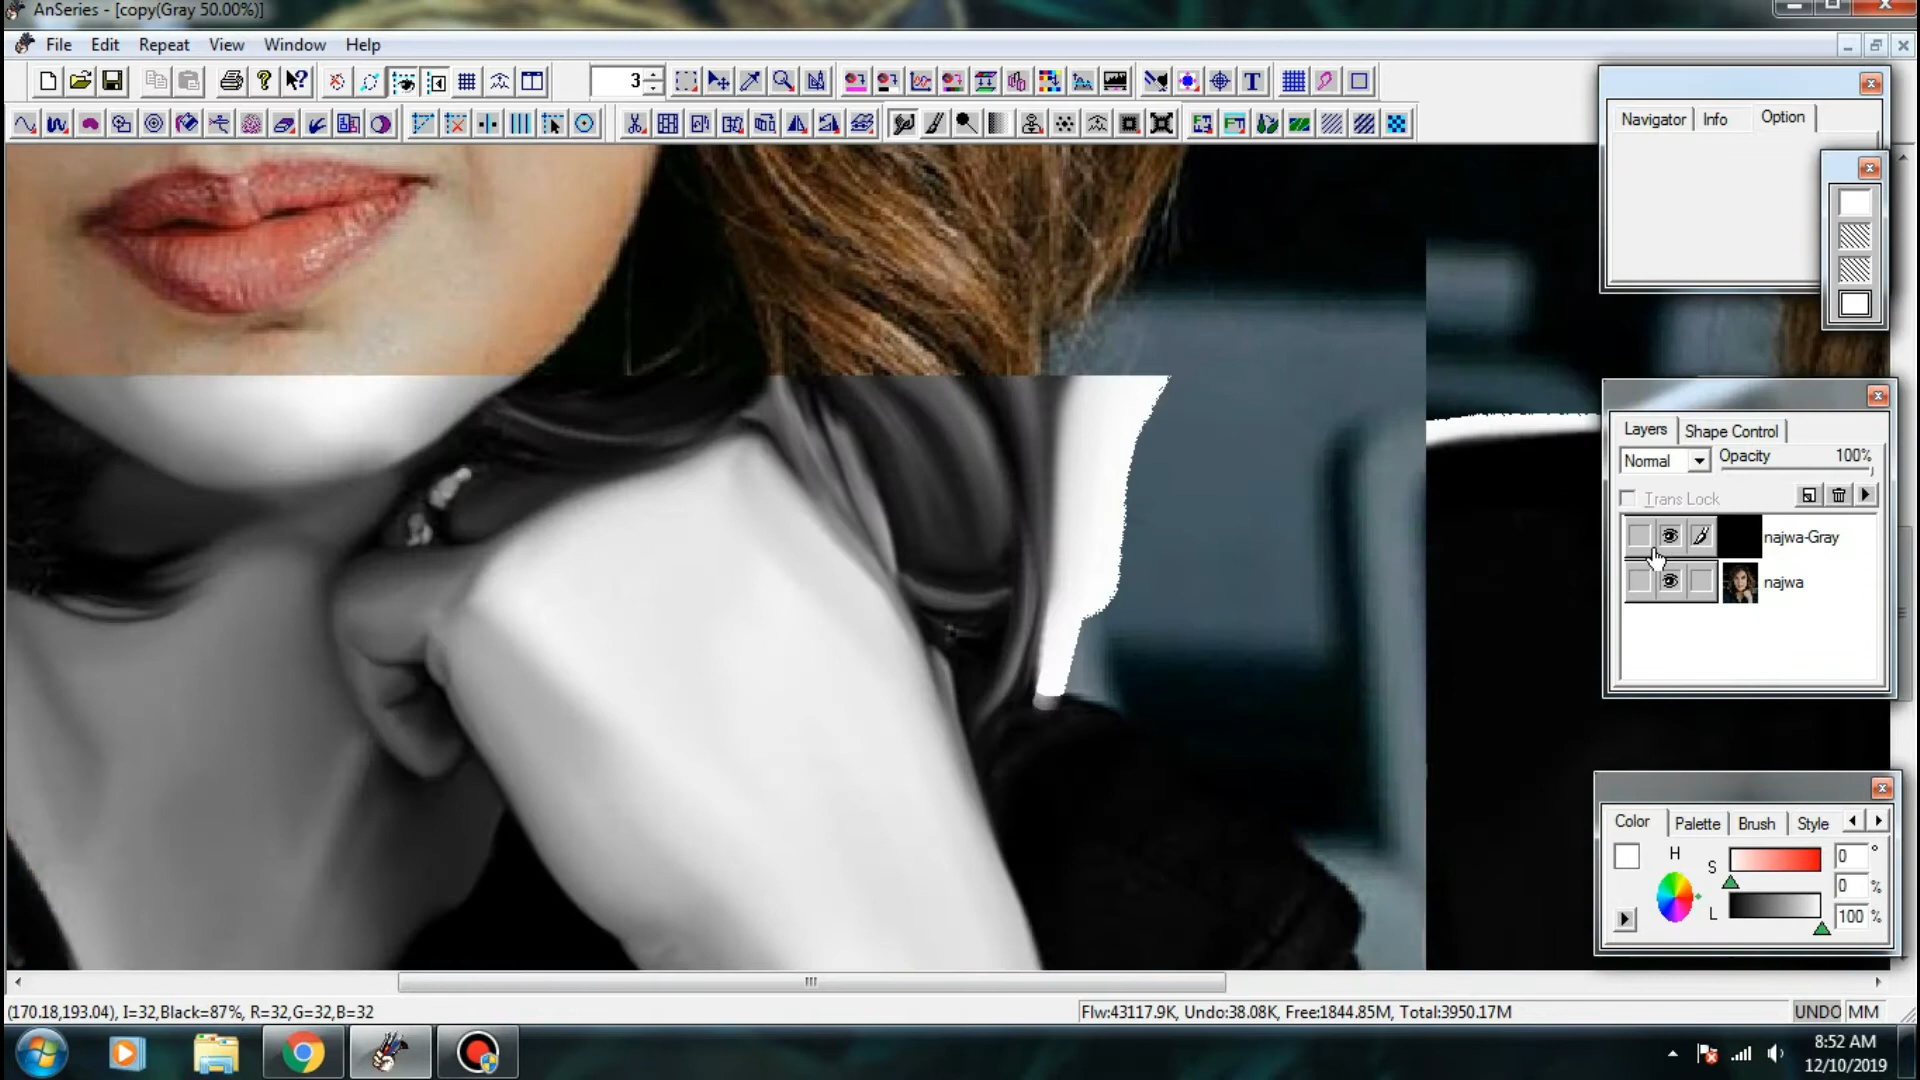 AnSeries - [copy(Gray 50.00%)]
File Edit Repeat View Window Help
3
Navigator Info Option
Layers Shape Control
Normal Opacity 100%
Trans Lock
najwa-Gray
najwa
Color Palette Brush Style
H S 0 °
0 %
L 100 %
(170.18,193.04), I=32,Black=87%, R=32,G=32,B=32
Flw:43117.9K, Undo:38.08K, Free:1844.85M, Total:3950.17M
UNDO MM
8:52 AM
12/10/2019